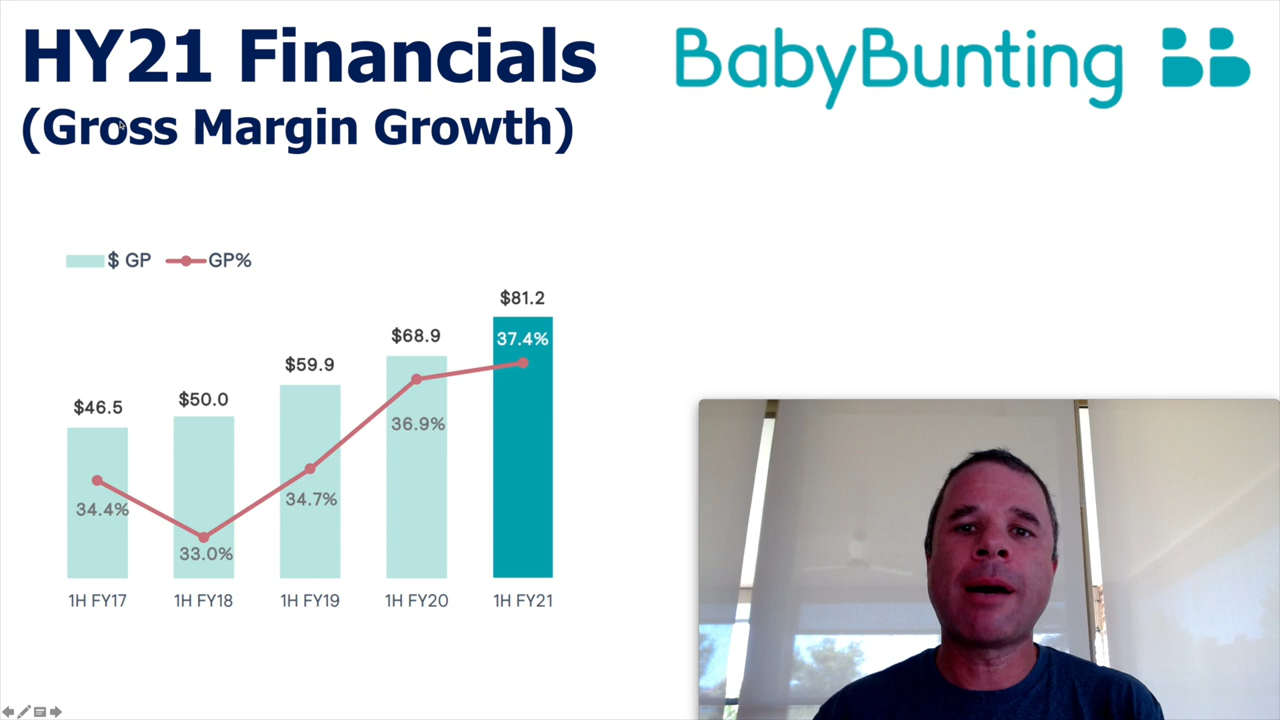 HY21 Financials
(Gross Margin Growth)
BabyBunting BB
$ GP GP%
$46.5
$50.0
$59.9
$68.9
$81.2
34.4%
33.0%
34.7%
36.9%
37.4%
1H FY17 1H FY18 1H FY19 1H FY20 1H FY21